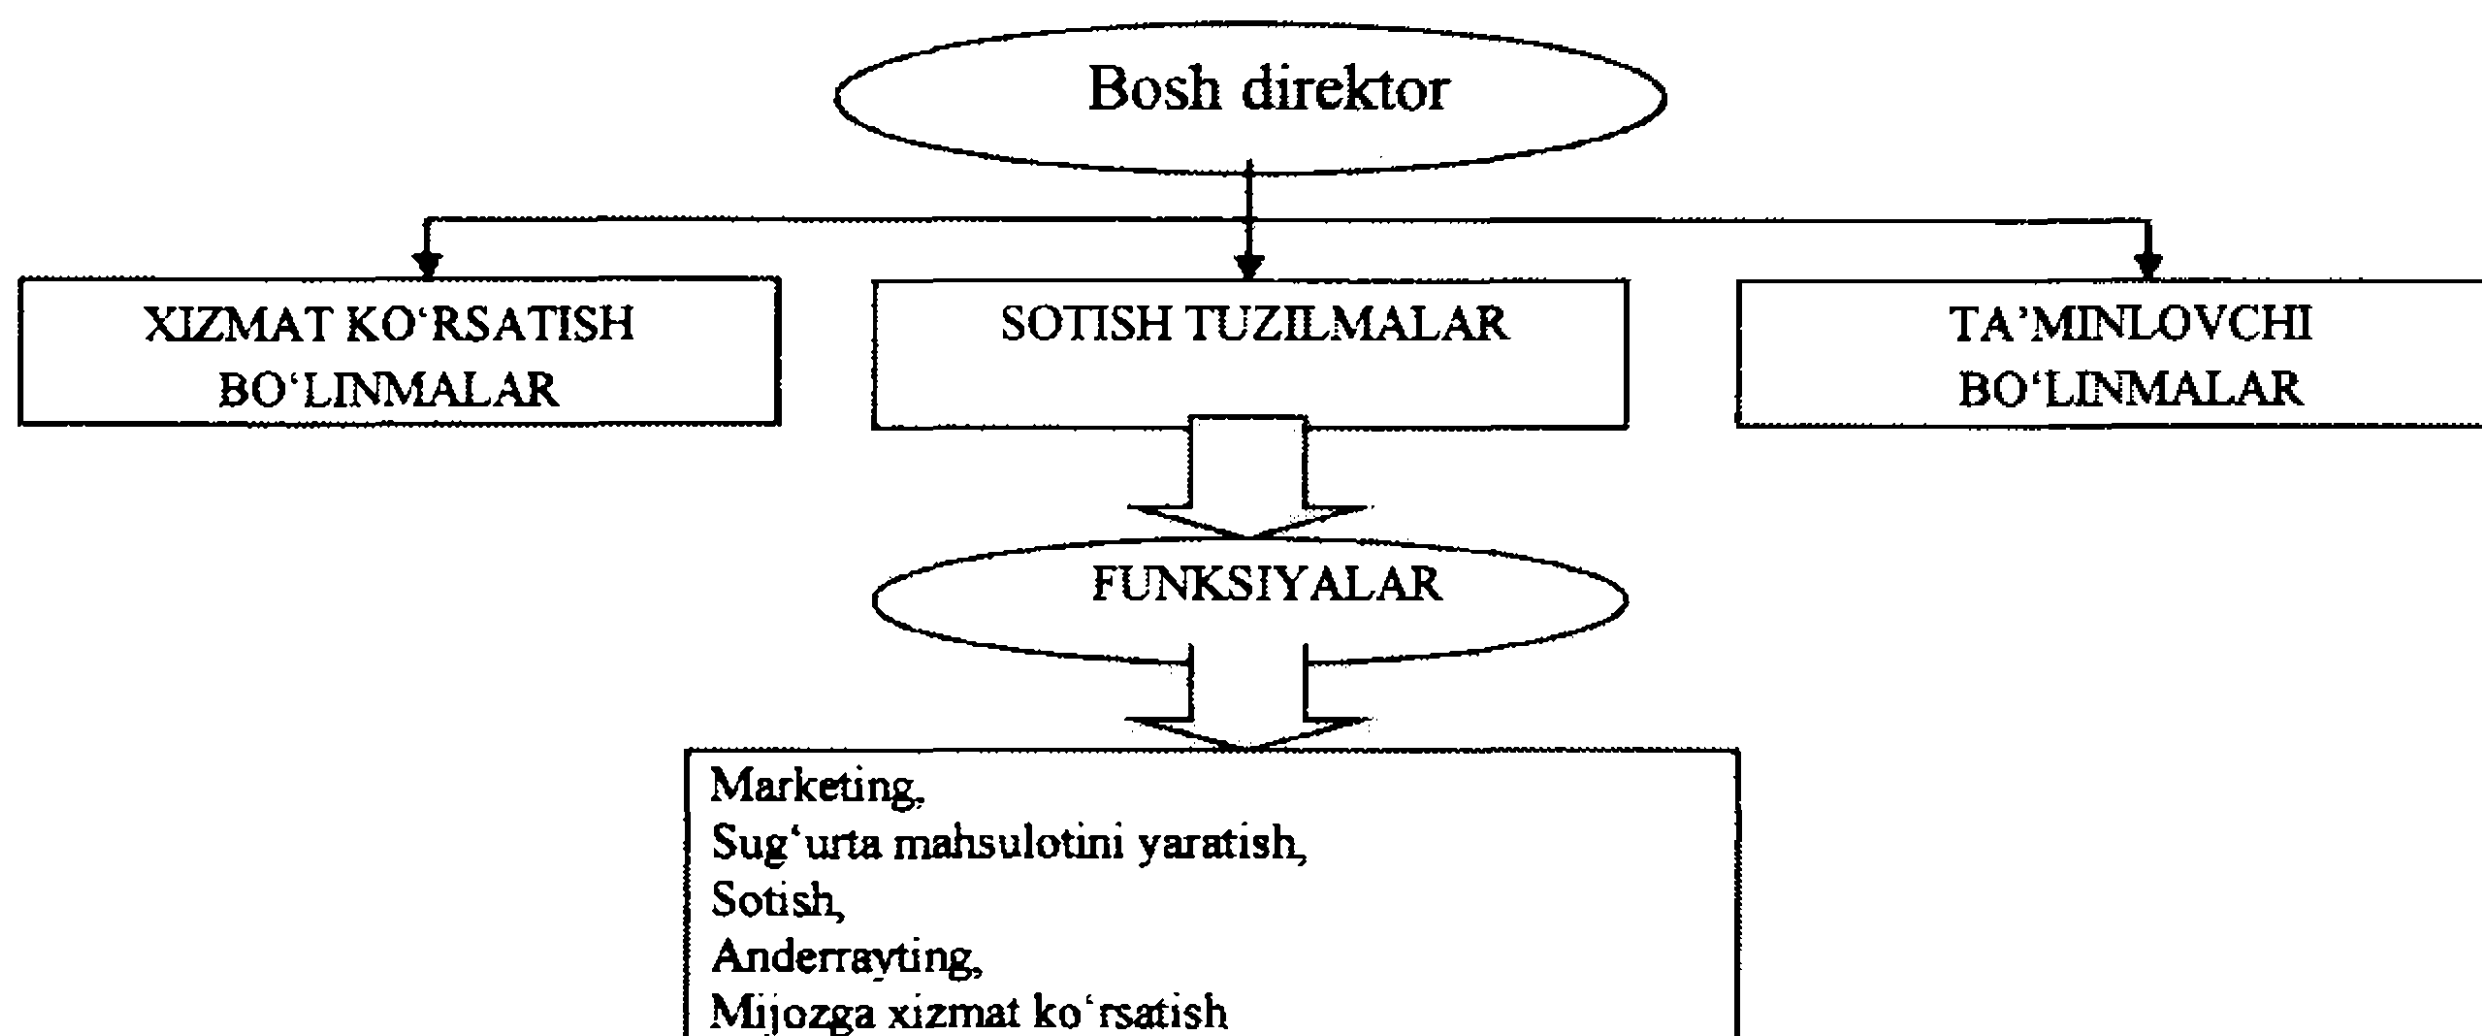 Bosh direktor
XIZMAT KO‘RSATISH
BO‘LINMALAR
SOTISH TUZILMALAR
TA’MINLOVCHI
BO‘LINMALAR
FUNKSIYALAR
Marketing,
Sug‘urta mahsulotini yaratish,
Sotish,
Anderrayting,
Mijozga xizmat ko‘rsatish